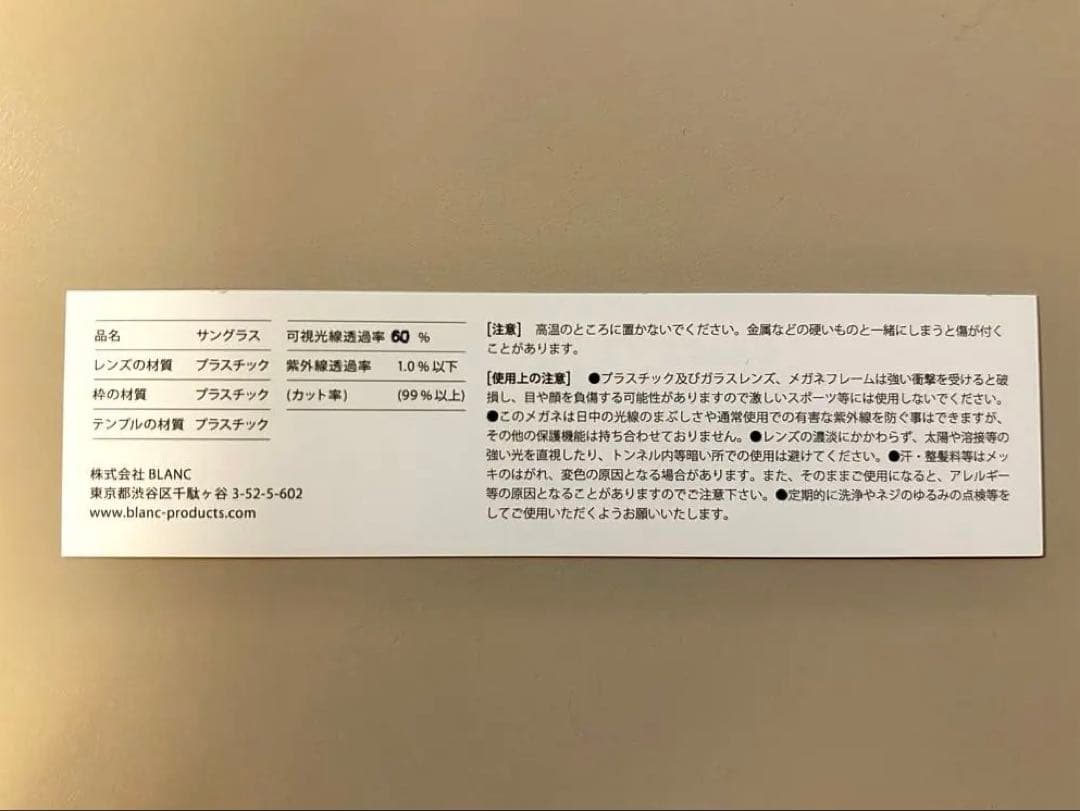 品名 サングラス
レンズの材質 プラスチック
枠の材質 プラスチック
テンプルの材質 プラスチック
可視光線透過率 60 %
紫外線透過率 1.0%以下
(カット率) (99%以上)
株式会社 BLANC
東京都渋谷区千駄ヶ谷 3-52-5-602
www.blanc-products.com
[注意] 高温のところに置かないでください。金属などの硬いものと一緒にしまうと傷が付く
ことがあります。
[使用上の注意] ●プラスチック及びガラスレンズ、メガネフレームは強い衝撃を受けると破
損し、目や顔を負傷する可能性がありますので激しいスポーツ等には使用しないでください。
●このメガネは日中の光線のまぶしさや通常使用での有害な紫外線を防ぐ事はできますが、
その他の保護機能は持ち合わせておりません。●レンズの濃淡にかかわらず、太陽や溶接等の
強い光を直視したり、トンネル内等暗い所での使用は避けてください。●汗・整髪料等はメッ
キのはがれ、変色の原因となる場合があります。また、そのままご使用になると、アレルギー
等の原因となることがありますのでご注意下さい。●定期的に洗浄やネジのゆるみの点検等を
してご使用いただくようお願いいたします。